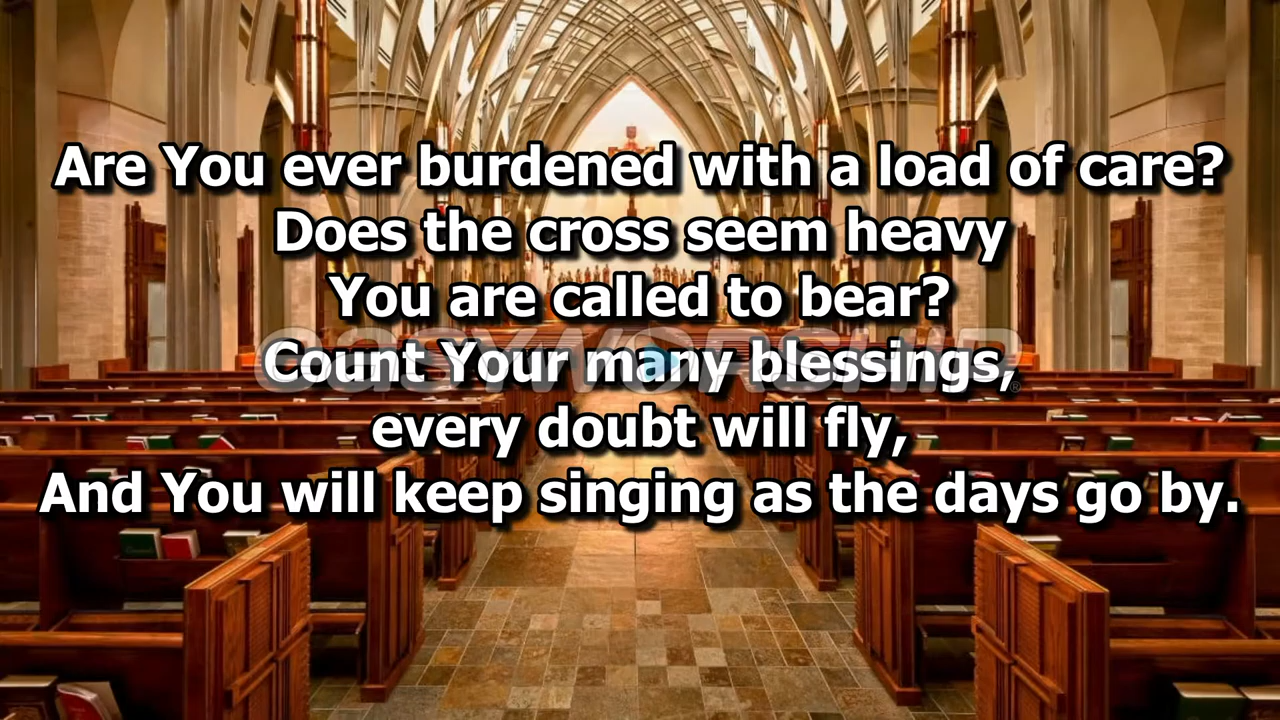 Are You ever burdened with a load of care?
Does the cross seem heavy
You are called to bear?
EASYWORSHIP®
Count Your many blessings,
every doubt will fly,
And You will keep singing as the days go by.